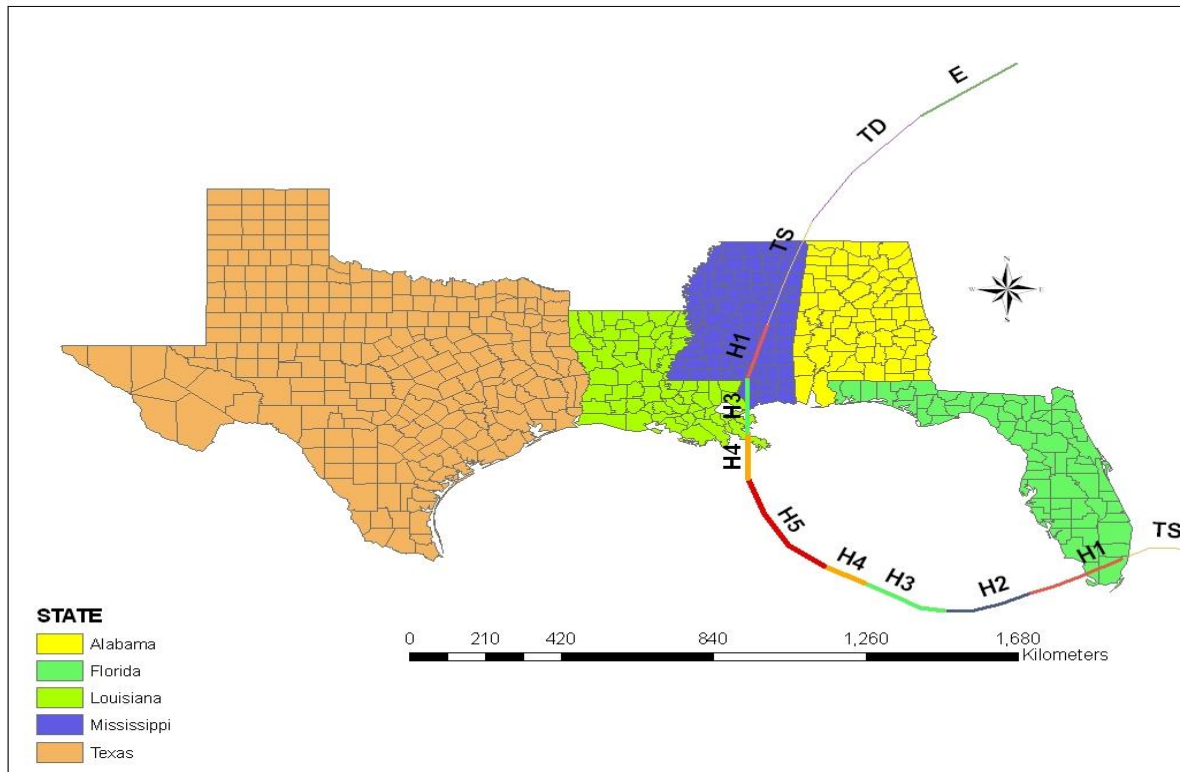 E
TD
TS
N
W E
S
H1
H3
H4
H5
H4
H3
H2
H1
TS
STATE
Alabama
Florida
Louisiana
Mississippi
Texas
0 210 420 840 1,260 1,680
Kilometers